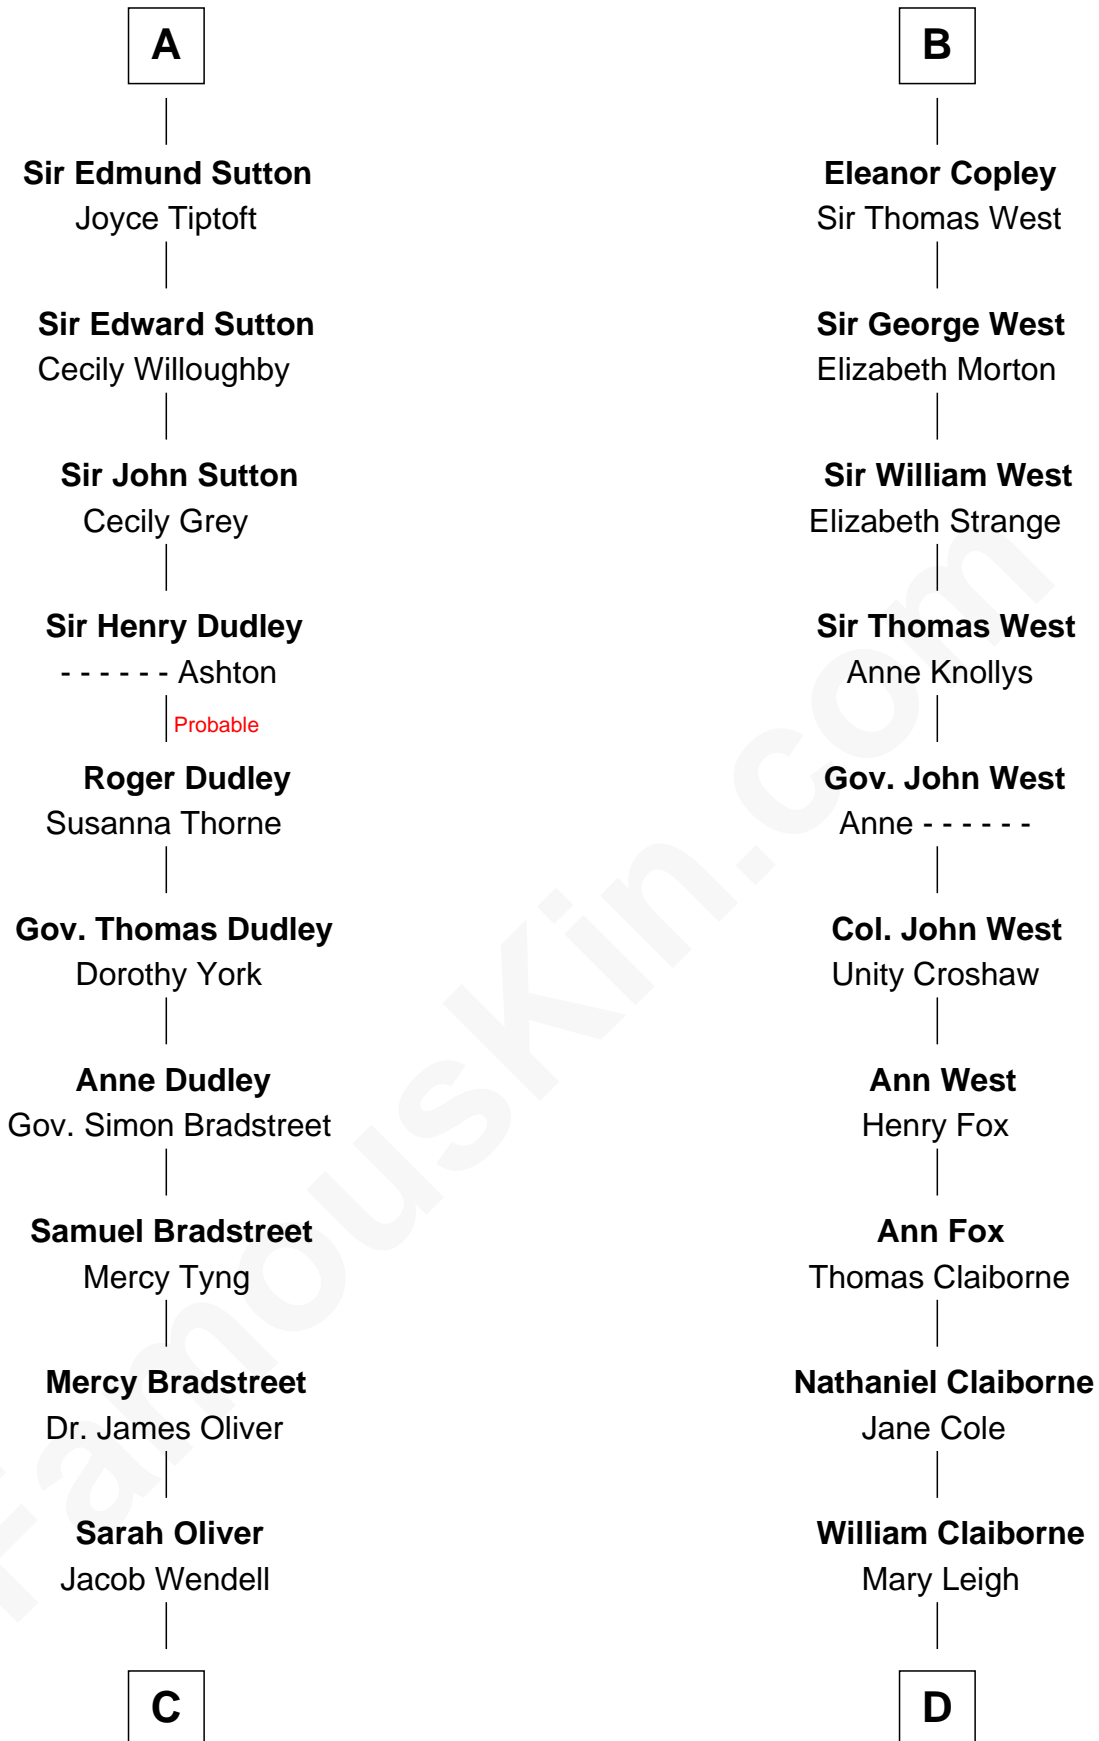 A
Sir Edmund Sutton
Joyce Tiptoft
Sir Edward Sutton
Cecily Willoughby
Sir John Sutton
Cecily Grey
Sir Henry Dudley
- - - - - - Ashton
Probable
Roger Dudley
Susanna Thorne
Gov. Thomas Dudley
Dorothy York
Anne Dudley
Gov. Simon Bradstreet
Samuel Bradstreet
Mercy Tyng
Mercy Bradstreet
Dr. James Oliver
Sarah Oliver
Jacob Wendell
C
B
Eleanor Copley
Sir Thomas West
Sir George West
Elizabeth Morton
Sir William West
Elizabeth Strange
Sir Thomas West
Anne Knollys
Gov. John West
Anne - - - - - -
Col. John West
Unity Croshaw
Ann West
Henry Fox
Ann Fox
Thomas Claiborne
Nathaniel Claiborne
Jane Cole
William Claiborne
Mary Leigh
D
FamousKin.com